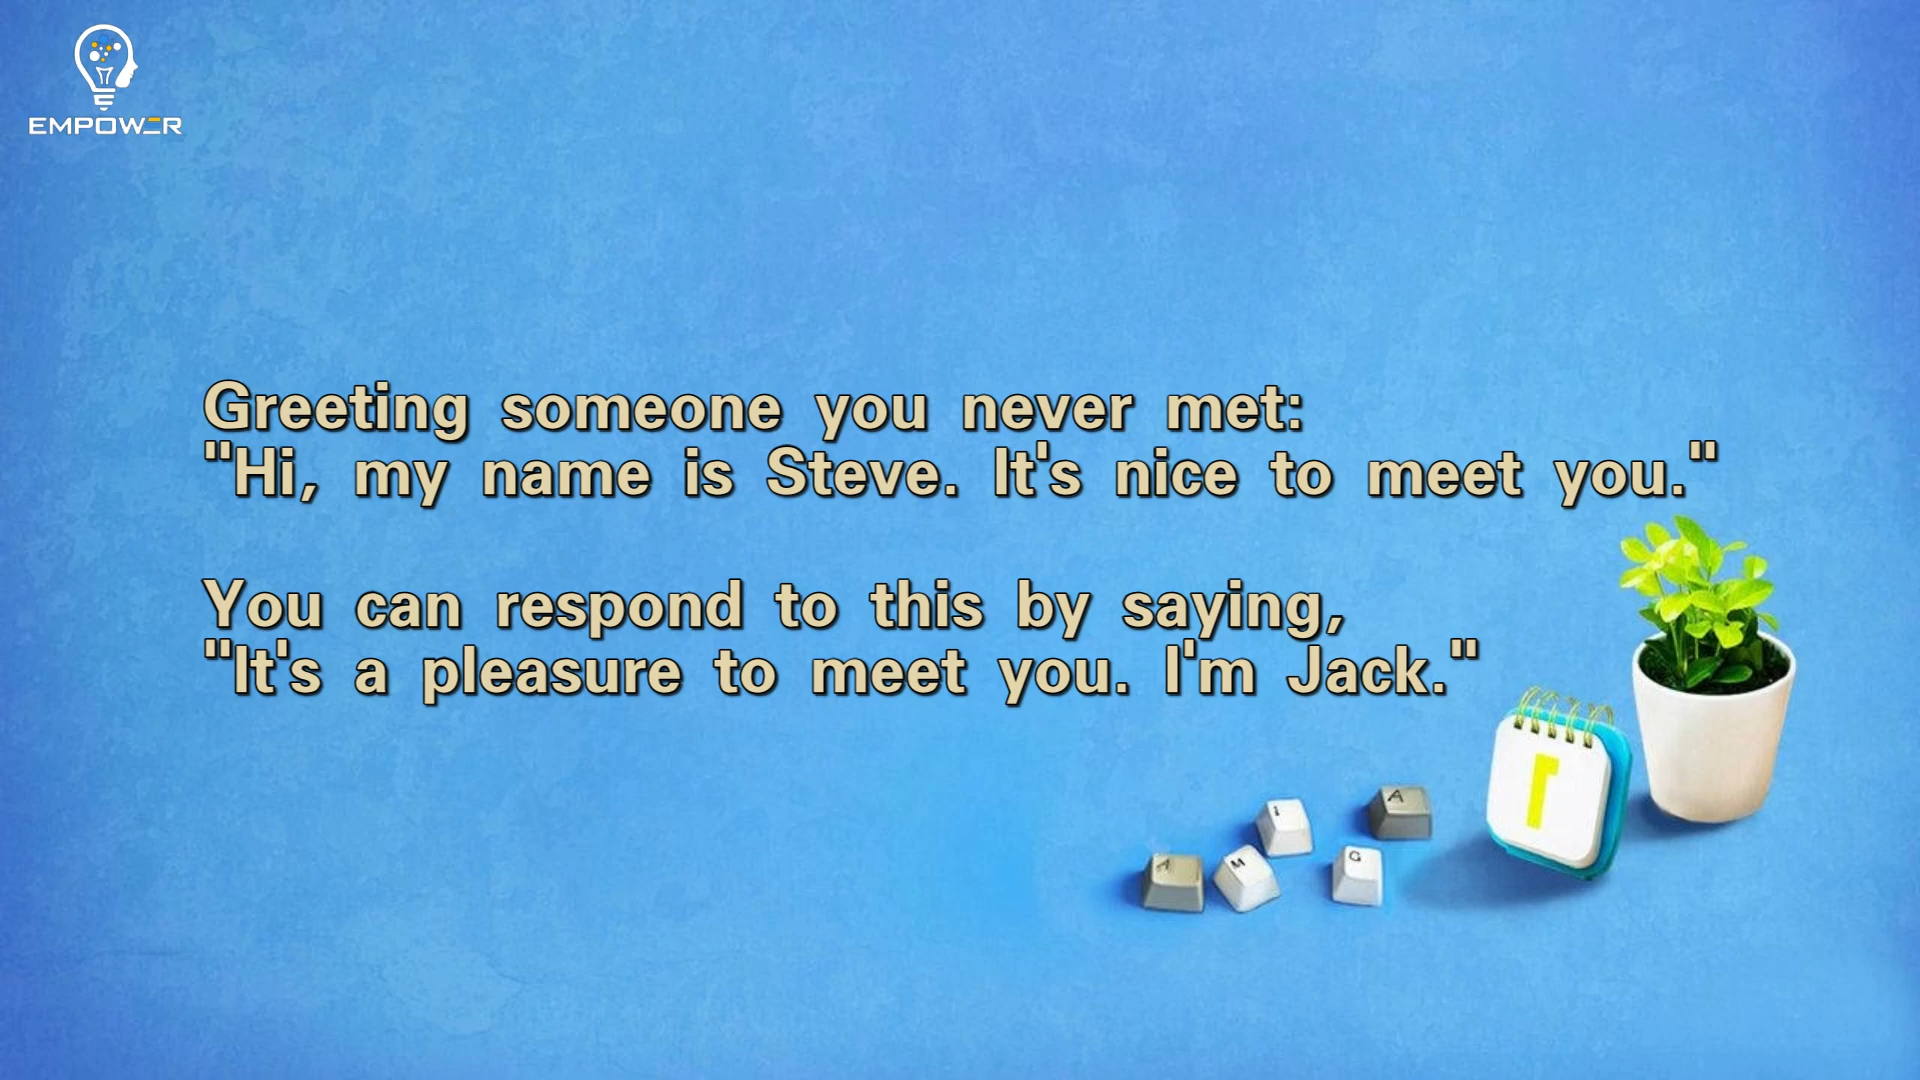 EMPOWER
Greeting someone you never met:
"Hi, my name is Steve. It's nice to meet you."
You can respond to this by saying,
"It's a pleasure to meet you. I'm Jack."
1
i
A
A
M
G